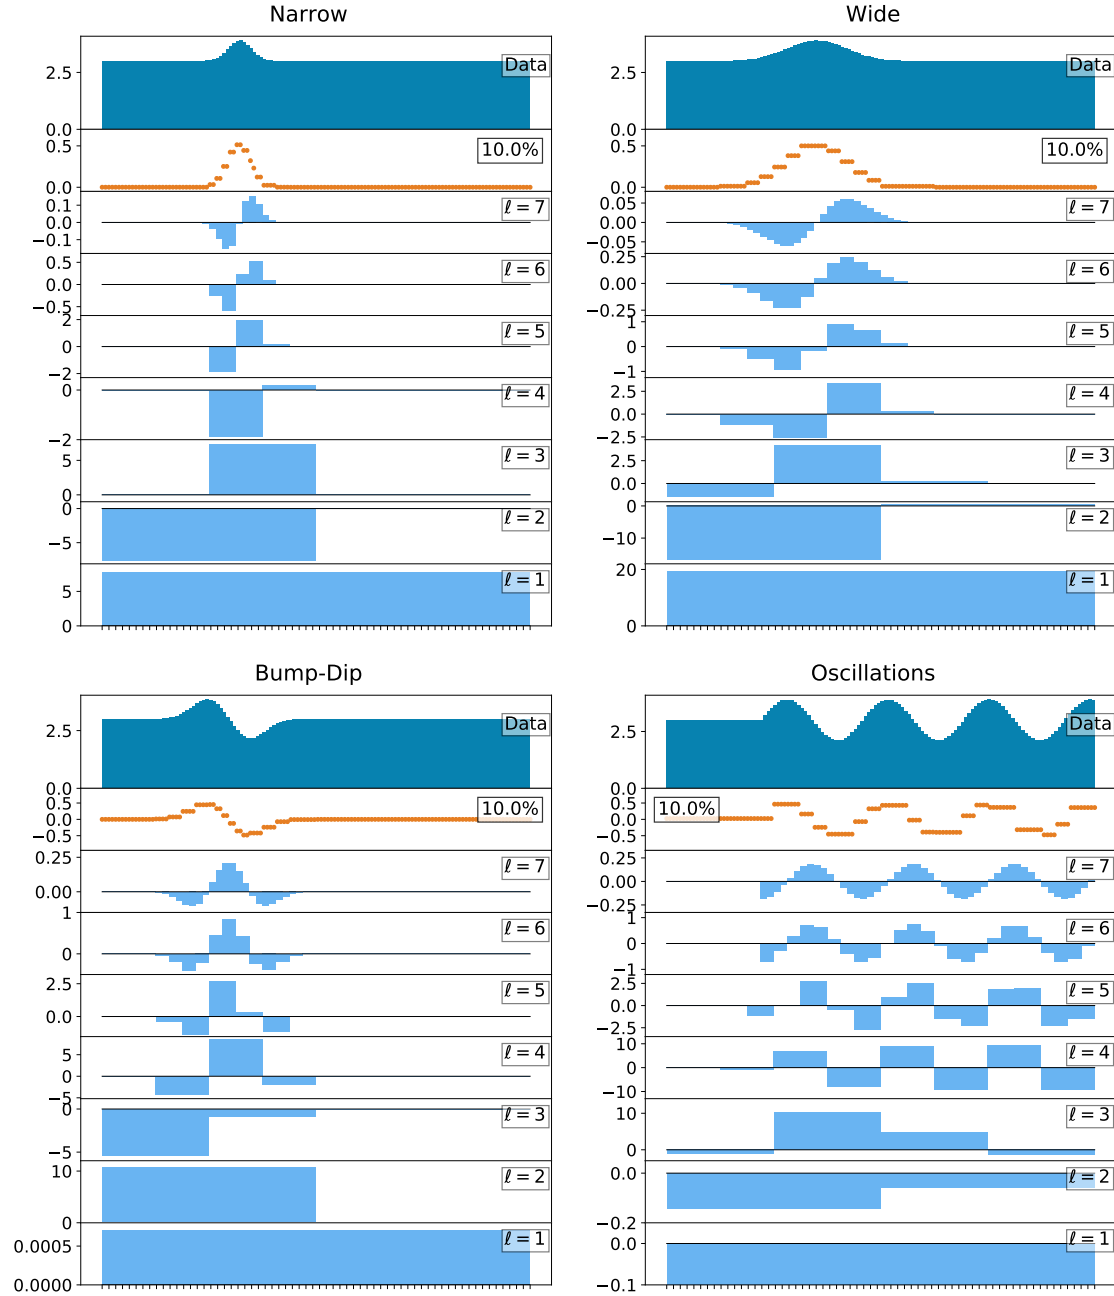 Narrow
2.5
Data
0.0
0.5
10.0%
0.0
0.1
ℓ = 7
0.0
−0.1
0.5
ℓ = 6
0.0
−0.5
2
ℓ = 5
0
−2
0
ℓ = 4
−2
5
ℓ = 3
0
0
ℓ = 2
−5
5
ℓ = 1
0
Wide
2.5
Data
0.0
0.5
10.0%
0.0
0.05
ℓ = 7
0.00
−0.05
0.25
ℓ = 6
0.00
−0.25
1
ℓ = 5
0
−1
2.5
ℓ = 4
0.0
−2.5
2.5
ℓ = 3
0.0
0
ℓ = 2
−10
20
ℓ = 1
0
Bump-Dip
2.5
Data
0.0
0.5
10.0%
0.0
−0.5
0.25
ℓ = 7
0.00
1
ℓ = 6
0
2.5
ℓ = 5
0.0
5
ℓ = 4
0
−5
0
ℓ = 3
−5
10
ℓ = 2
0
0.0005
ℓ = 1
0.0000
Oscillations
2.5
Data
0.0
0.5
10.0%
0.0
−0.5
0.25
ℓ = 7
0.00
−0.25
1
ℓ = 6
0
−1
2.5
ℓ = 5
0.0
−2.5
10
ℓ = 4
0
−10
10
ℓ = 3
0
0.0
ℓ = 2
−0.2
0.0
ℓ = 1
−0.1